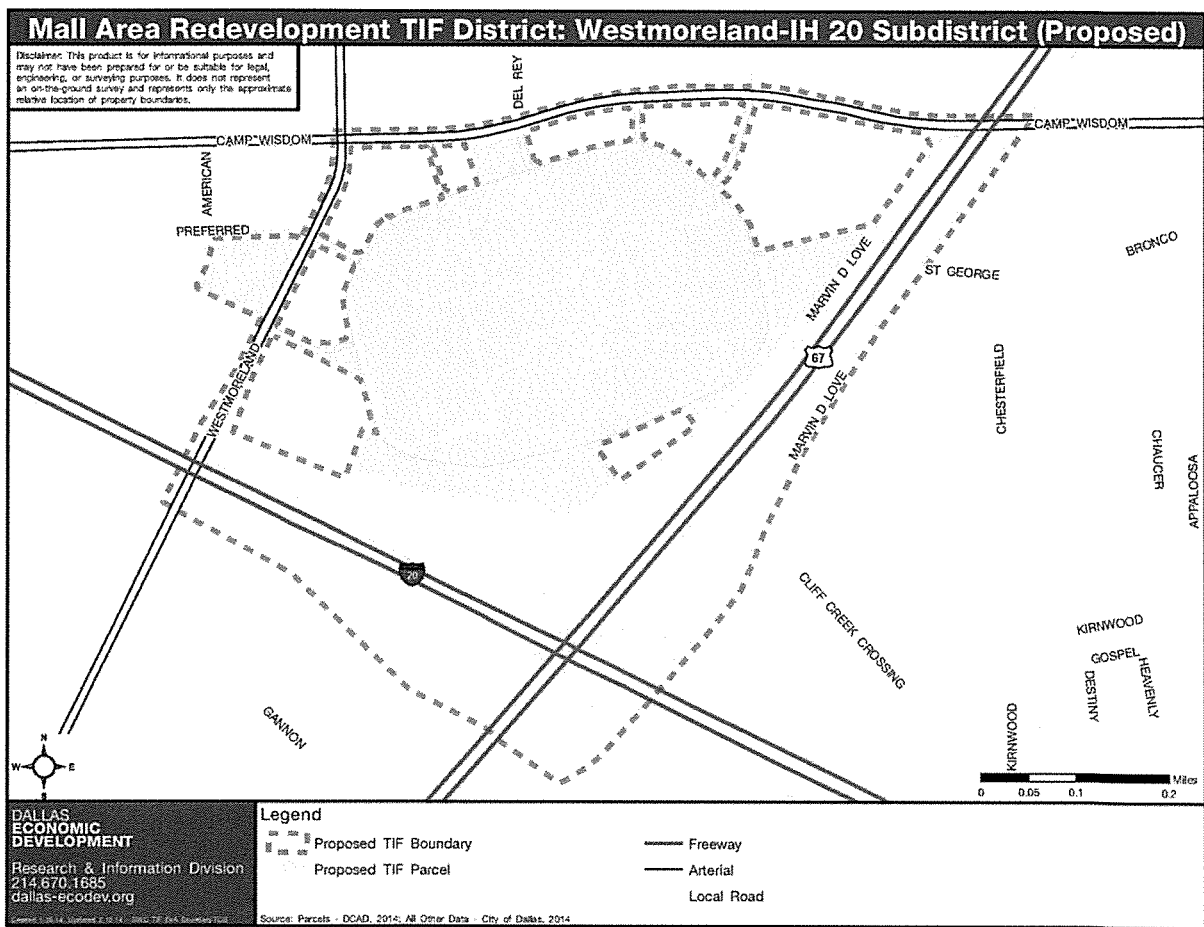 Mall Area Redevelopment TIF District: Westmoreland-IH 20 Subdistrict (Proposed)
Disclaimer: This product is for informational purposes and
may not have been prepared for or be suitable for legal,
engineering, or surveying purposes. It does not represent
an on-the-ground survey and represents only the approximate
relative location of property boundaries.
DEL REY
CAMP WISDOM
CAMP WISDOM
AMERICAN
PREFERRED
BRONCO
MARVIN D LOVE
ST GEORGE
67
WESTMORELAND
CHESTERFIELD
MARVIN D LOVE
CHAUCER
APPALOOSA
20
CLIFF CREEK CROSSING
KIRNWOOD
GOSPEL
HEAVENLY
DESTINY
GANNON
KIRNWOOD
N
W E
S
Miles
0 0.05 0.1 0.2
DALLAS
ECONOMIC
DEVELOPMENT
Research & Information Division
214.670.1685
dallas-ecodev.org
Legend
Proposed TIF Boundary
Proposed TIF Parcel
Freeway
Arterial
Local Road
Source: Parcels - DCAD, 2014; All Other Data - City of Dallas, 2014